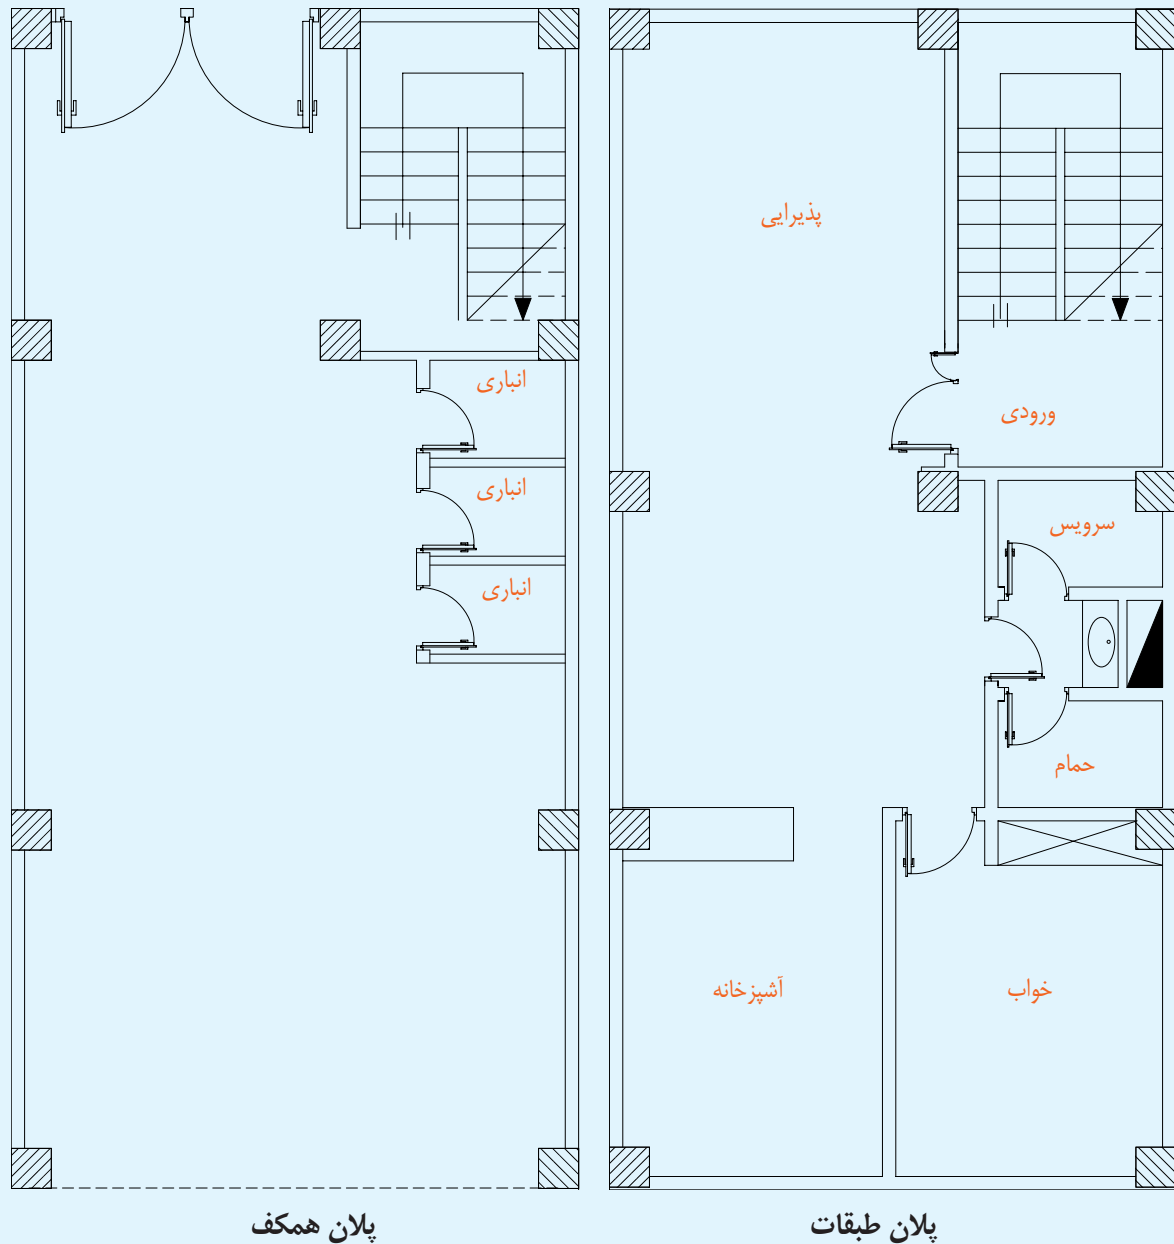 پذیرایی
ورودی
سرویس
حمام
آشپزخانه
خواب
پلان طبقات
انباری
انباری
انباری
پلان همکف